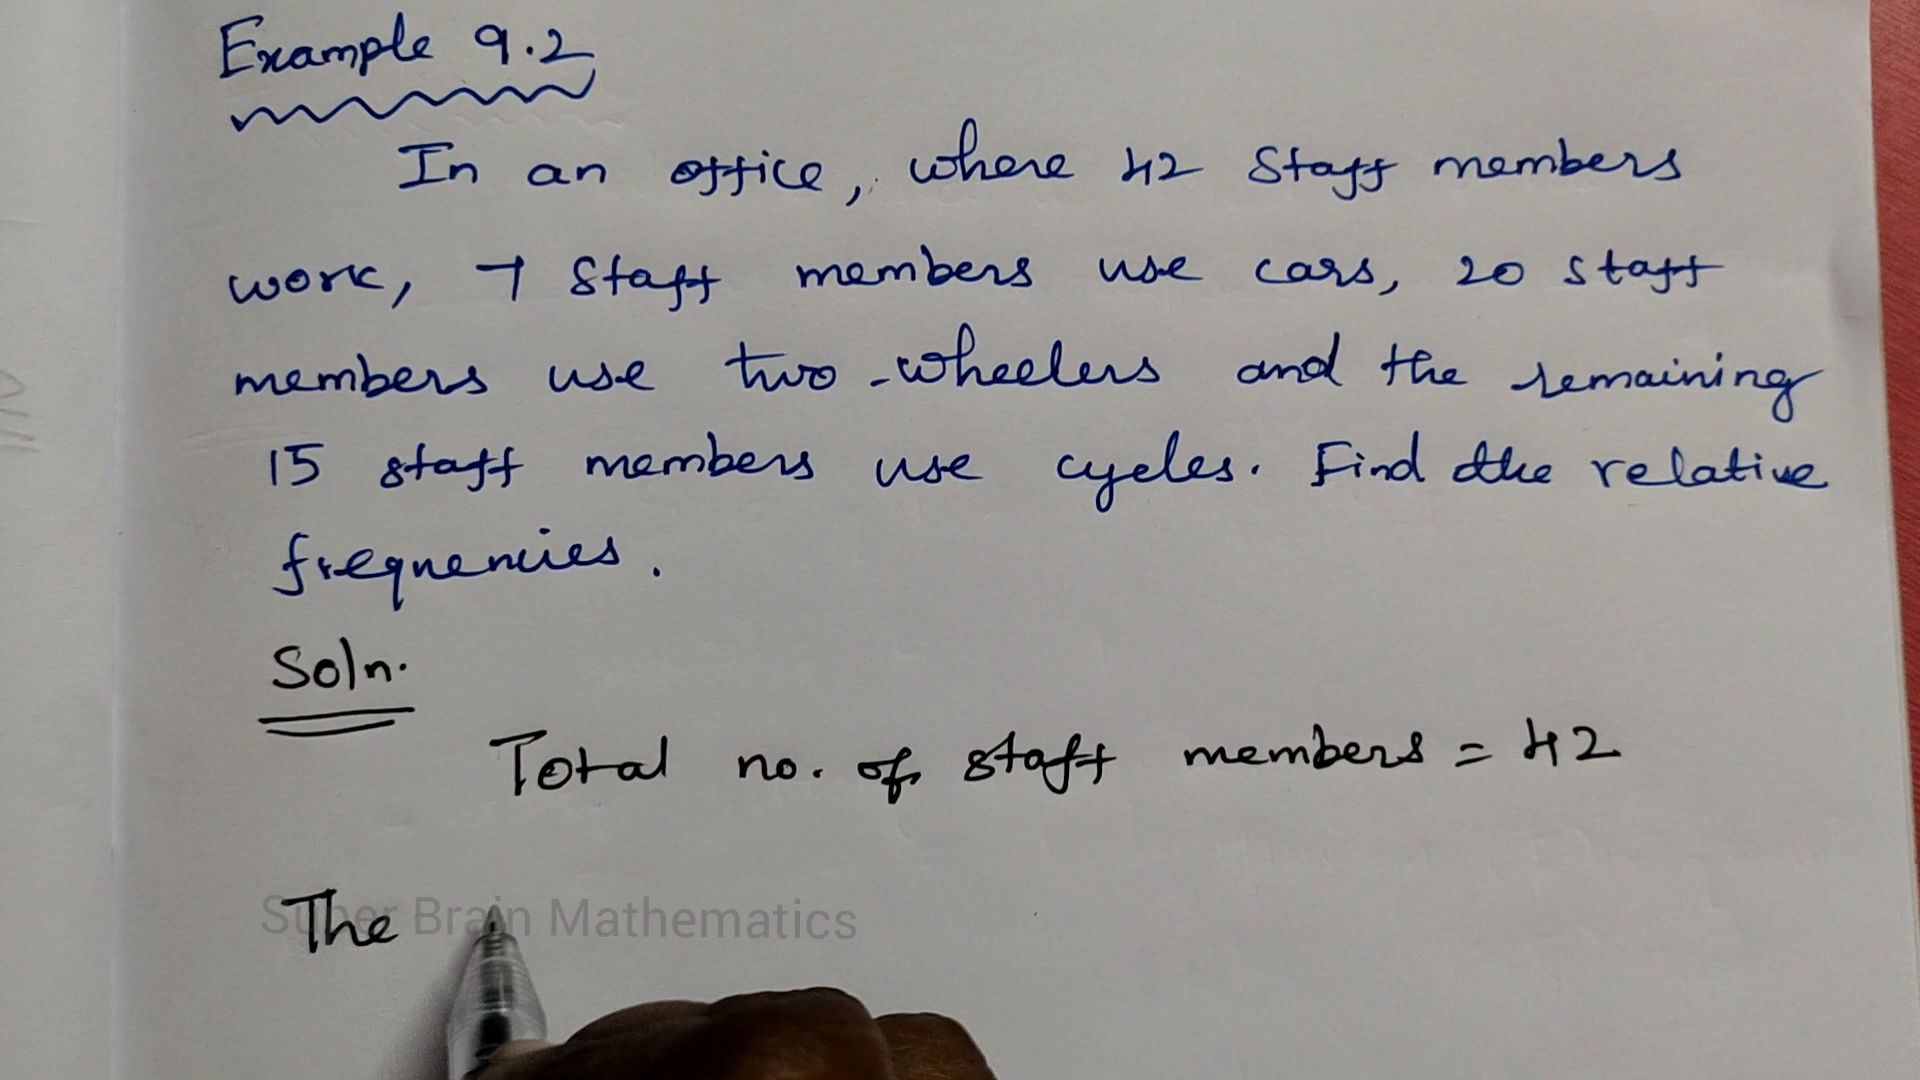 Example 9.2
In an office, where 42 Staff members
work, 7 Staff members use cars, 20 staff
members use two-wheelers and the remaining
15 staff members use cycles. Find the relative
frequencies.
Soln.
Total no. of staff members = 42
The
Super Brain Mathematics